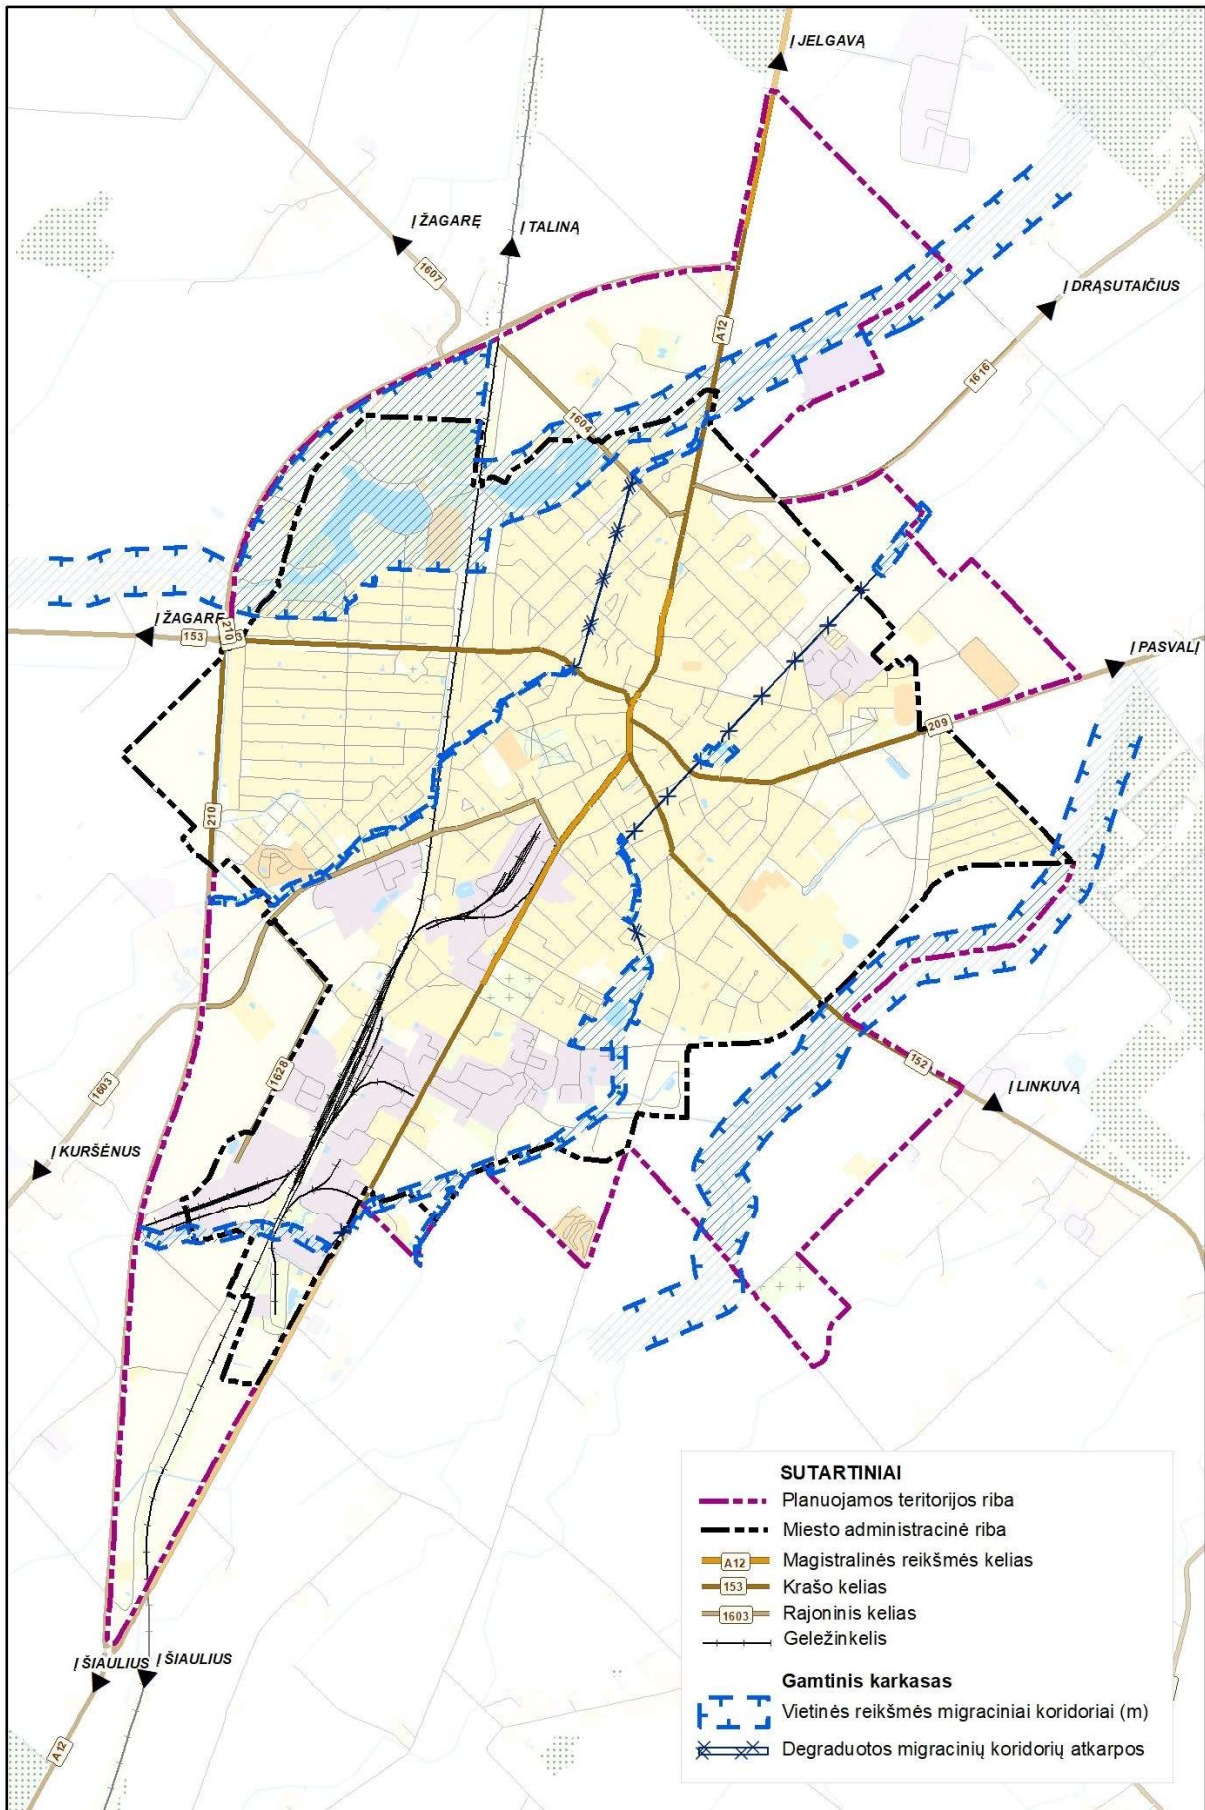 Į JELGAVĄ
Į ŽAGARĘ
Į TALINĄ
1607
Į DRĄSUTAIČIUS
A12
1616
1604
Į ŽAGARĘ
153
210
Į PASVALĮ
209
210
1603
1628
152
Į LINKUVĄ
Į KURŠĖNUS
SUTARTINIAI
Planuojamos teritorijos riba
Miesto administracinė riba
A12 Magistralinės reikšmės kelias
153 Krašo kelias
1603 Rajoninis kelias
Geležinkelis
Gamtinis karkasas
Vietinės reikšmės migraciniai koridoriai (m)
Degraduotos migracinių koridorių atkarpos
Į ŠIAULIUS
Į ŠIAULIUS
A12